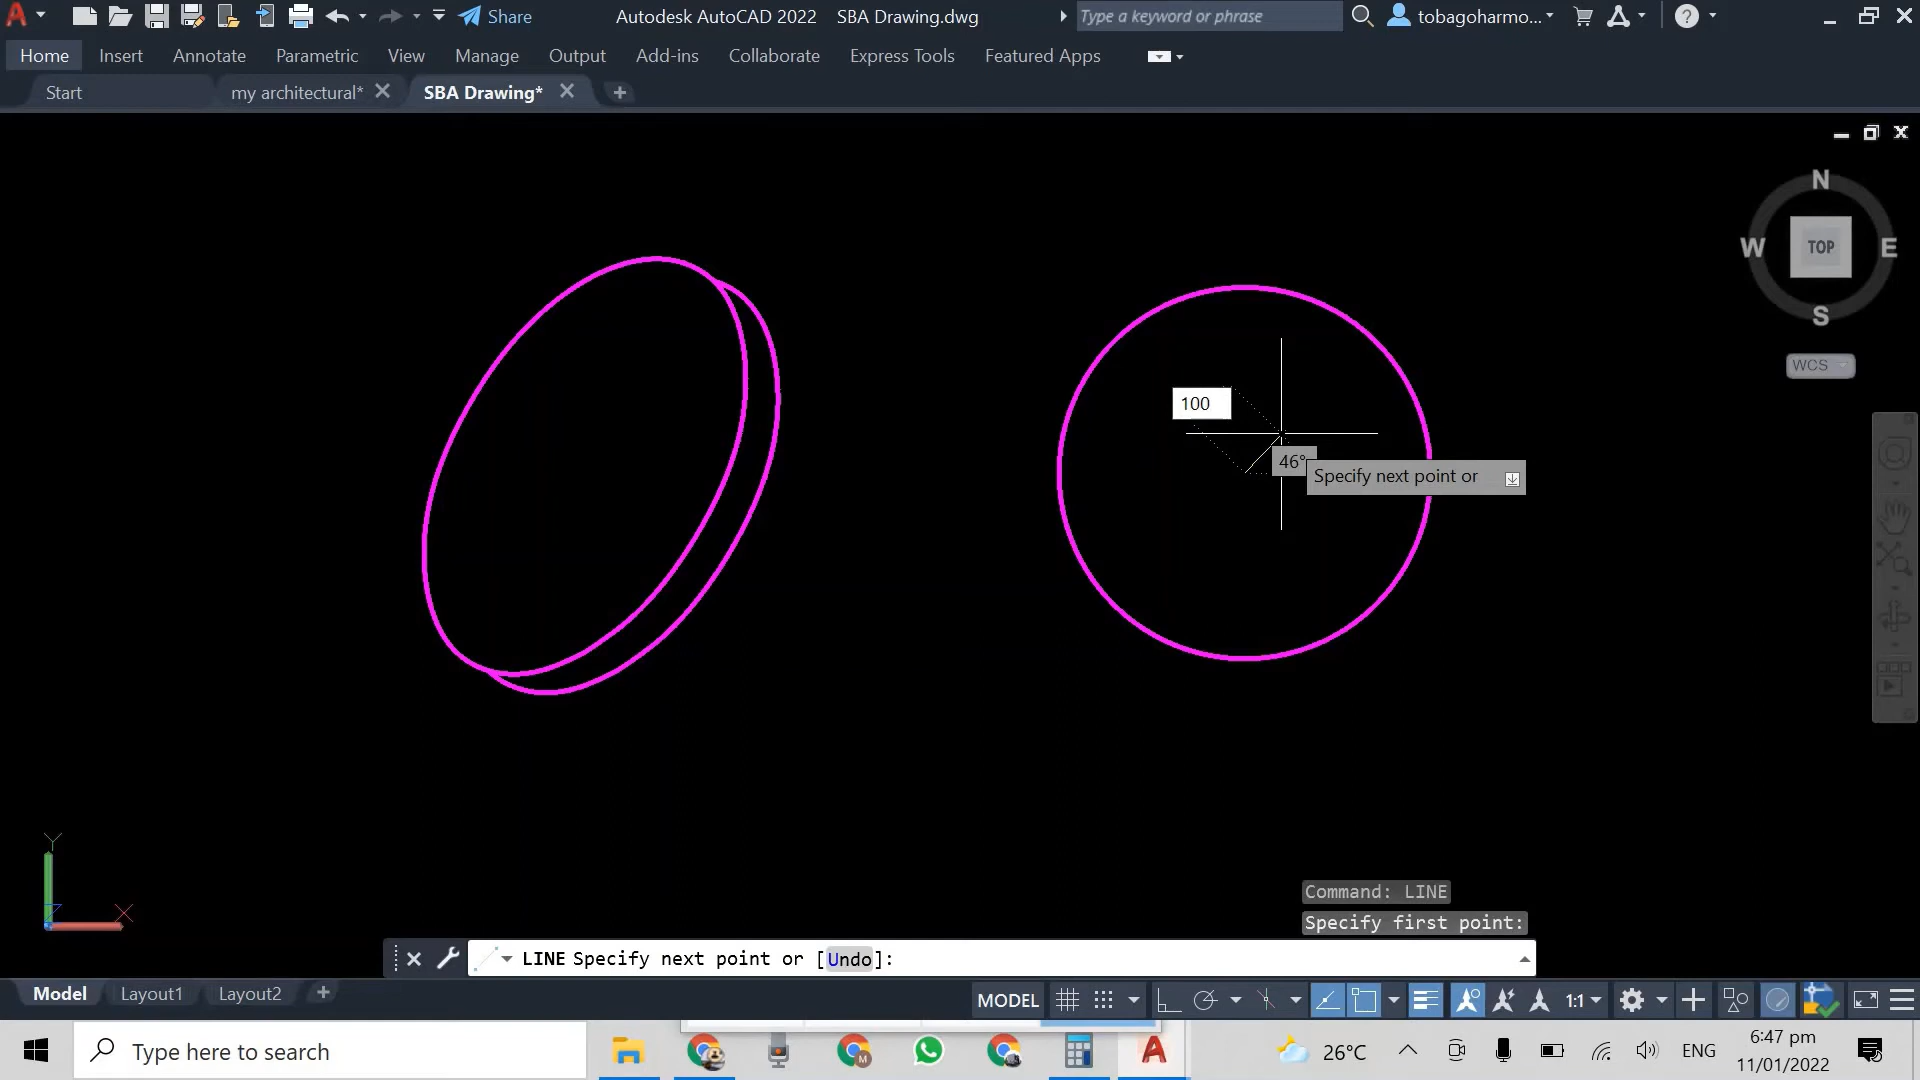 Share Autodesk AutoCAD 2022 SBA Drawing.dwg Type a keyword or phrase tobagoharmo...
Home Insert Annotate Parametric View Manage Output Add-ins Collaborate Express Tools Featured Apps
Start my architectural* SBA Drawing*
N
W TOP E
S
WCS
100
46°
Specify next point or
Y
X
Command: LINE
Specify first point:
LINE Specify next point or [Undo]:
Model Layout1 Layout2 MODEL 1:1
Type here to search 26°C ENG 6:47 pm
11/01/2022